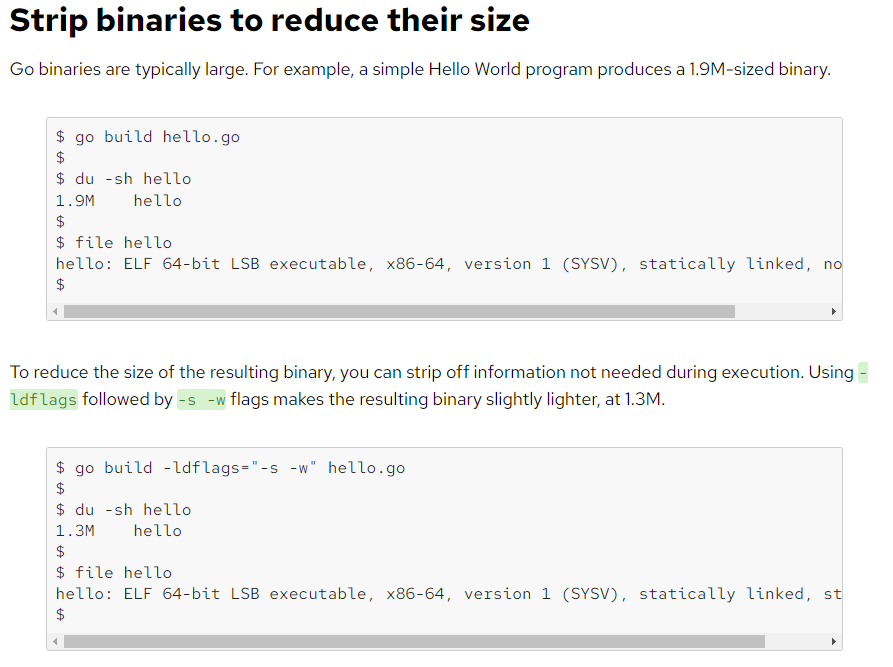 Strip binaries to reduce their size
Go binaries are typically large. For example, a simple Hello World program produces a 1.9M-sized binary.
$ go build hello.go
$
$ du -sh hello
1.9M    hello
$
$ file hello
hello: ELF 64-bit LSB executable, x86-64, version 1 (SYSV), statically linked, no
$
To reduce the size of the resulting binary, you can strip off information not needed during execution. Using -
ldflags followed by -s -w flags makes the resulting binary slightly lighter, at 1.3M.
$ go build -ldflags="-s -w" hello.go
$
$ du -sh hello
1.3M    hello
$
$ file hello
hello: ELF 64-bit LSB executable, x86-64, version 1 (SYSV), statically linked, st
$